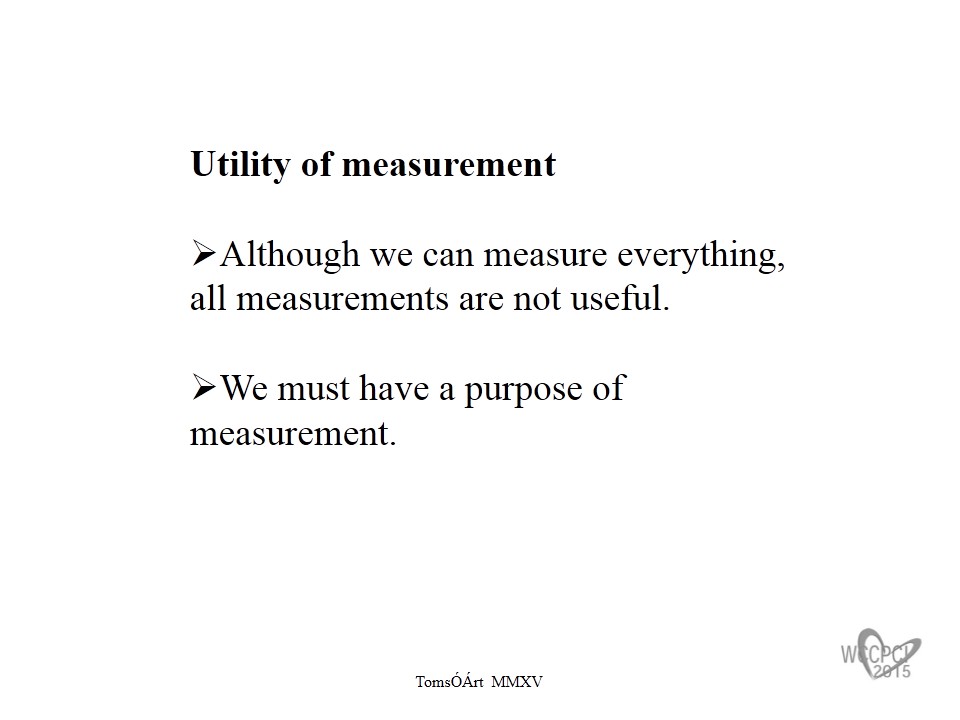 Utility of measurement
➢Although we can measure everything,
all measurements are not useful.
➢We must have a purpose of
measurement.
WCCPCI
2015
TomsÓÁrt MMXV